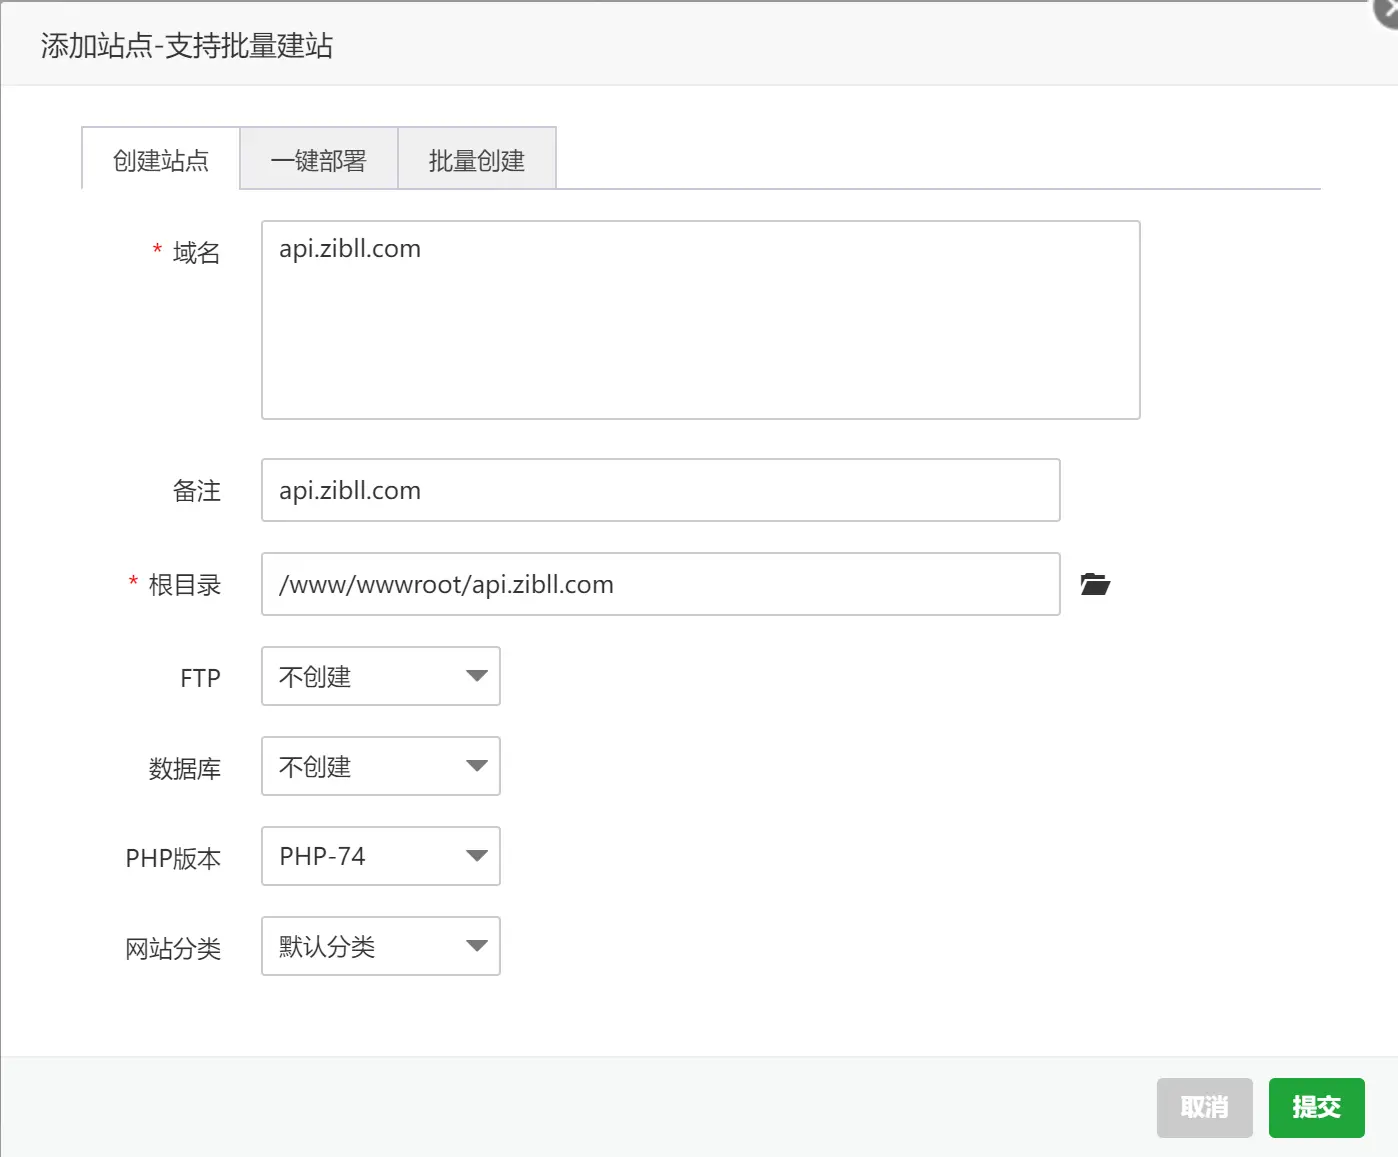 添加站点-支持批量建站
创建站点 一键部署 批量创建
* 域名 api.zibll.com
备注 api.zibll.com
* 根目录 /www/wwwroot/api.zibll.com
FTP 不创建
数据库 不创建
PHP版本 PHP-74
网站分类 默认分类
取消 提交